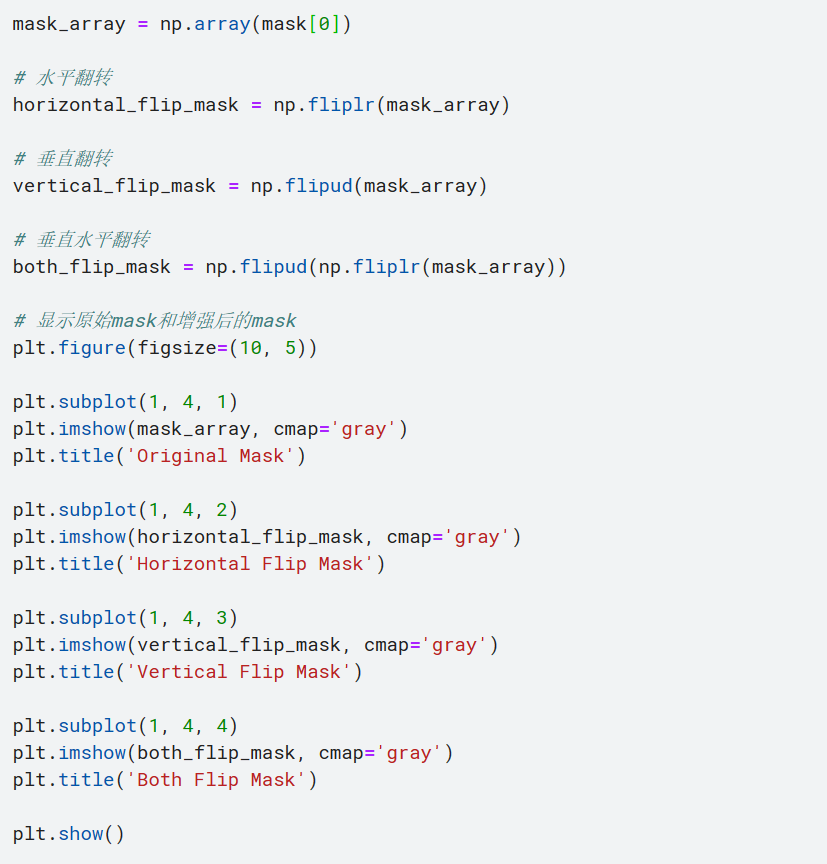 mask_array = np.array(mask[0])
# 水平翻转
horizontal_flip_mask = np.fliplr(mask_array)
# 垂直翻转
vertical_flip_mask = np.flipud(mask_array)
# 垂直水平翻转
both_flip_mask = np.flipud(np.fliplr(mask_array))
# 显示原始mask和增强后的mask
plt.figure(figsize=(10, 5))
plt.subplot(1, 4, 1)
plt.imshow(mask_array, cmap='gray')
plt.title('Original Mask')
plt.subplot(1, 4, 2)
plt.imshow(horizontal_flip_mask, cmap='gray')
plt.title('Horizontal Flip Mask')
plt.subplot(1, 4, 3)
plt.imshow(vertical_flip_mask, cmap='gray')
plt.title('Vertical Flip Mask')
plt.subplot(1, 4, 4)
plt.imshow(both_flip_mask, cmap='gray')
plt.title('Both Flip Mask')
plt.show()